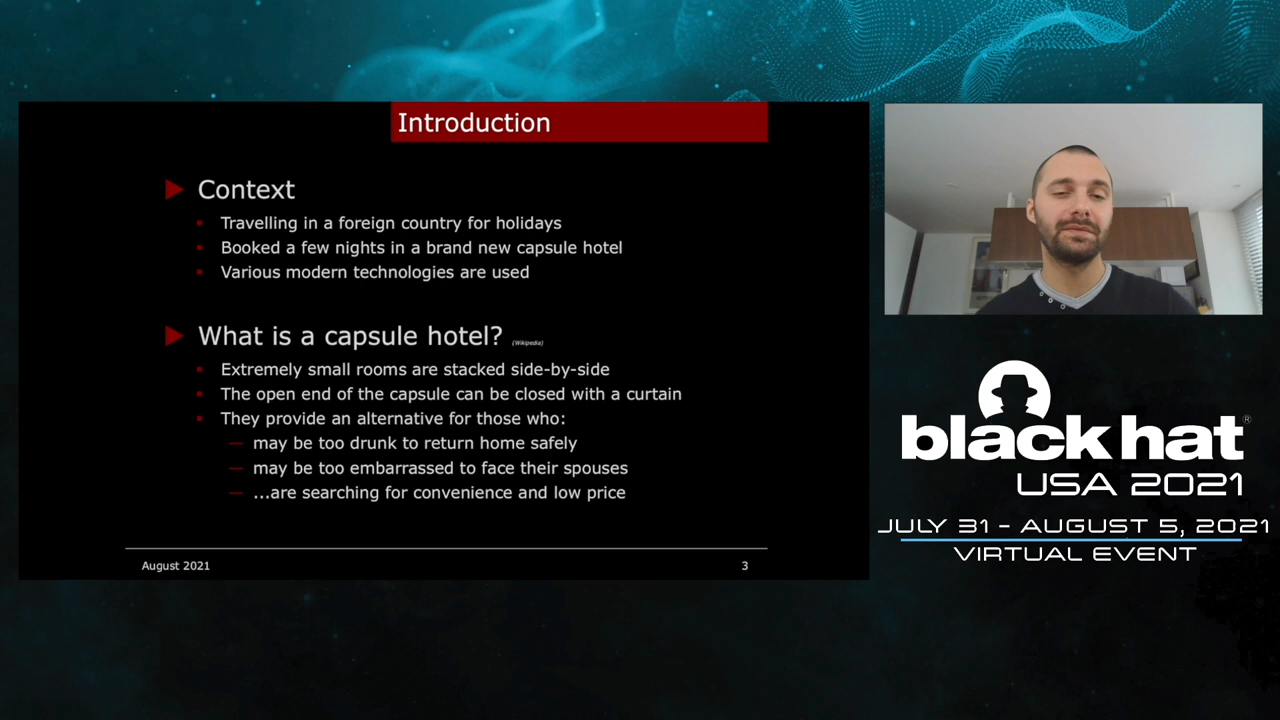 Introduction
Context
Travelling in a foreign country for holidays
Booked a few nights in a brand new capsule hotel
Various modern technologies are used
What is a capsule hotel? (Wikipedia)
Extremely small rooms are stacked side-by-side
The open end of the capsule can be closed with a curtain
They provide an alternative for those who:
— may be too drunk to return home safely
— may be too embarrassed to face their spouses
— ...are searching for convenience and low price
August 2021
3
black hat®
USA 2021
JULY 31 - AUGUST 5, 2021
VIRTUAL EVENT